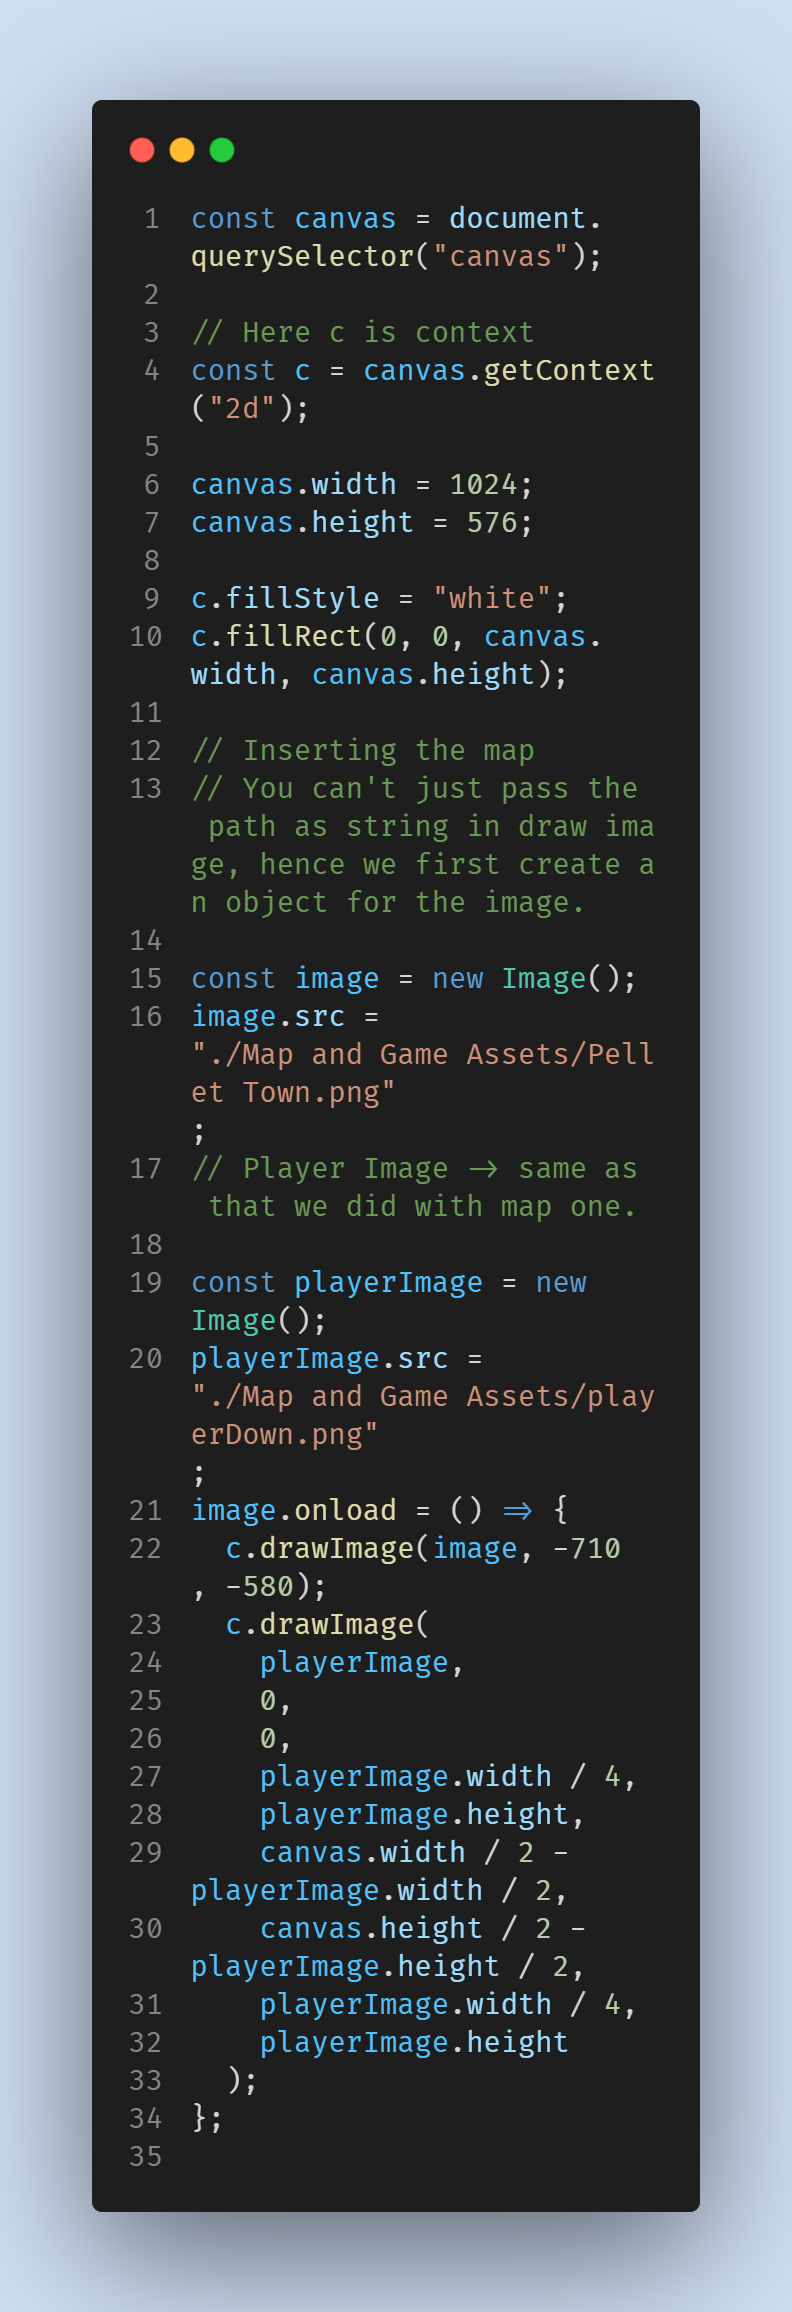 1 const canvas = document.
querySelector("canvas");
2
3 // Here c is context
4 const c = canvas.getContext
("2d");
5
6 canvas.width = 1024;
7 canvas.height = 576;
8
9 c.fillStyle = "white";
10 c.fillRect(0, 0, canvas.
width, canvas.height);
11
12 // Inserting the map
13 // You can't just pass the
path as string in draw ima
ge, hence we first create a
n object for the image.
14
15 const image = new Image();
16 image.src =
"./Map and Game Assets/Pell
et Town.png"
;
17 // Player Image -> same as
that we did with map one.
18
19 const playerImage = new
Image();
20 playerImage.src =
"./Map and Game Assets/play
erDown.png"
;
21 image.onload = () => {
22 c.drawImage(image, -710
, -580);
23 c.drawImage(
24 playerImage,
25 0,
26 0,
27 playerImage.width / 4,
28 playerImage.height,
29 canvas.width / 2 -
playerImage.width / 2,
30 canvas.height / 2 -
playerImage.height / 2,
31 playerImage.width / 4,
32 playerImage.height
33 );
34 };
35